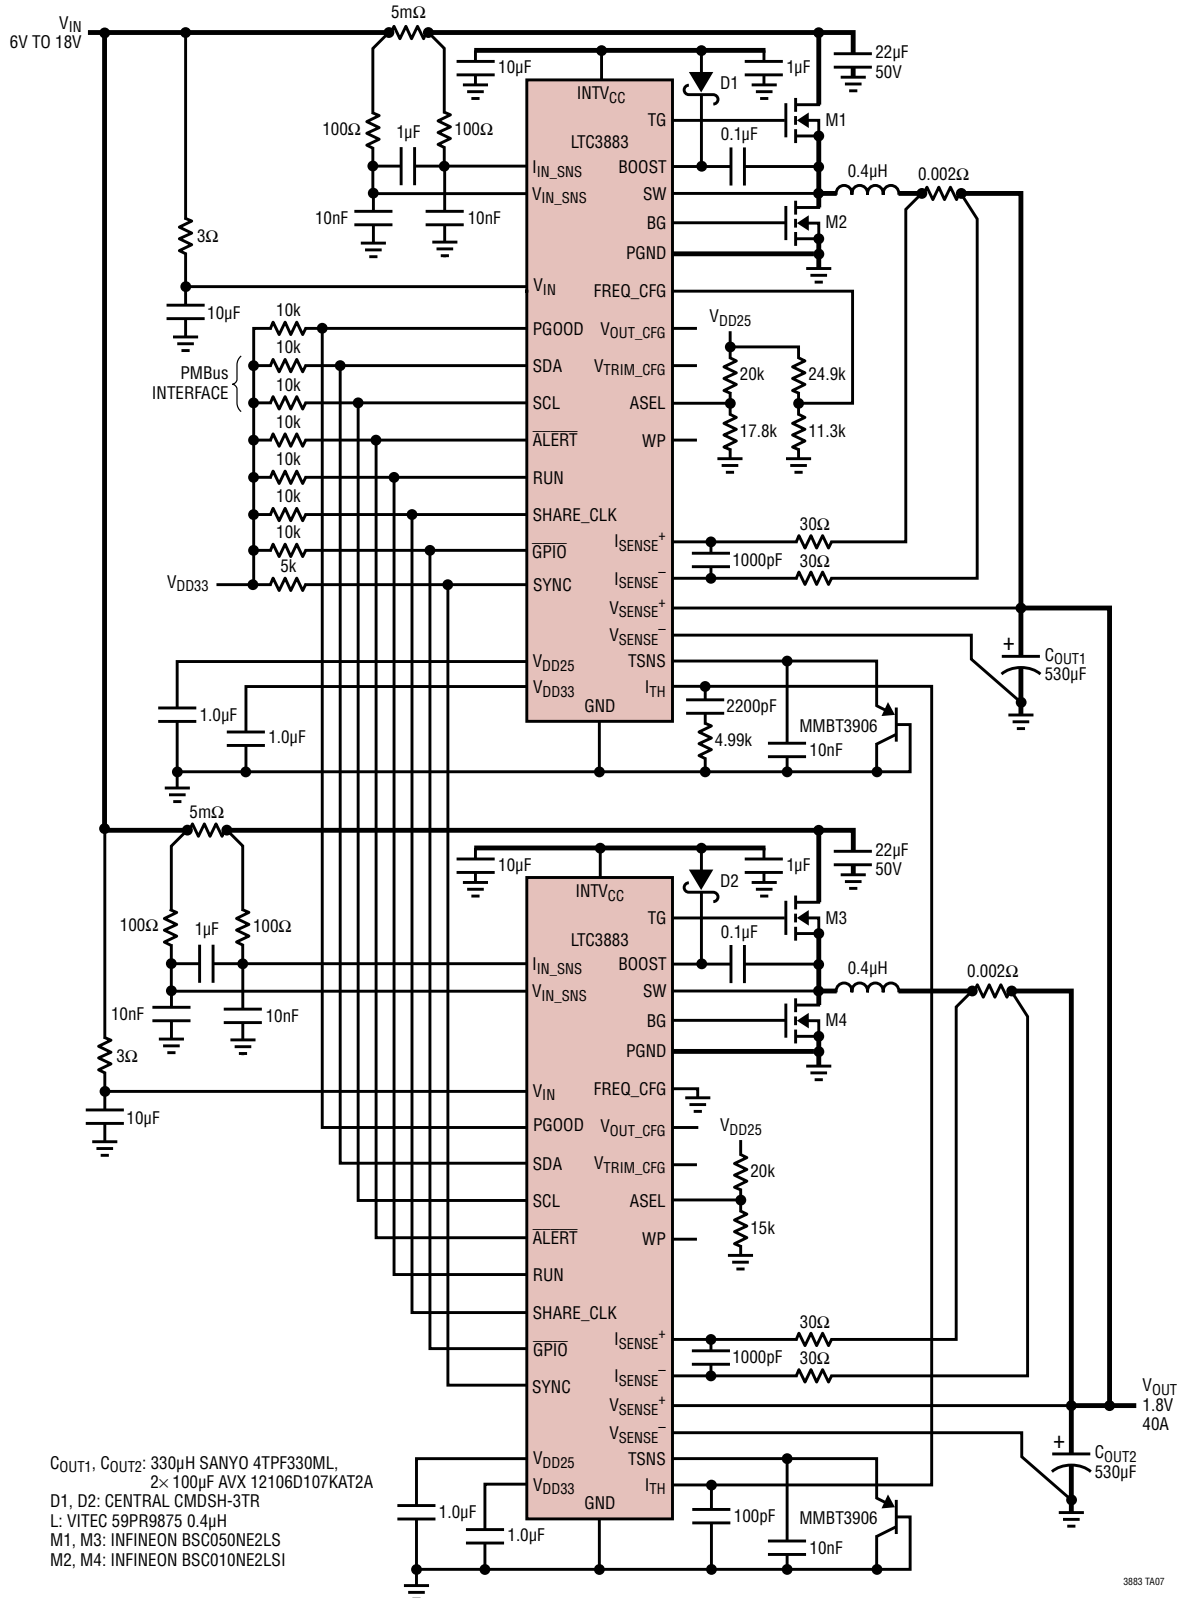 VIN
6V TO 18V
5mΩ
10µF
1µF
22µF
50V
D1
INTVCC
LTC3883
TG
M1
100Ω
1µF
100Ω
0.1µF
IIN_SNS
BOOST
0.4µH
0.002Ω
VIN_SNS
SW
10nF
10nF
BG
M2
3Ω
PGND
VIN
FREQ_CFG
10µF
10k
PGOOD
VOUT_CFG
VDD25
10k
PMBus
INTERFACE
SDA
VTRIM_CFG
20k
24.9k
10k
SCL
ASEL
10k
17.8k
11.3k
ALERT
WP
10k
RUN
10k
SHARE_CLK
10k
GPIO
ISENSE+
30Ω
1000pF
5k
VDD33
SYNC
ISENSE–
30Ω
VSENSE+
VSENSE–
+
COUT1
530µF
VDD25
TSNS
VDD33
ITH
GND
1.0µF
1.0µF
2200pF
4.99k
MMBT3906
10nF
5mΩ
10µF
1µF
22µF
50V
D2
INTVCC
LTC3883
TG
M3
100Ω
1µF
100Ω
0.1µF
IIN_SNS
BOOST
0.4µH
0.002Ω
VIN_SNS
SW
10nF
10nF
BG
M4
3Ω
PGND
VIN
FREQ_CFG
10µF
PGOOD
VOUT_CFG
VDD25
SDA
VTRIM_CFG
20k
SCL
ASEL
15k
ALERT
WP
RUN
SHARE_CLK
GPIO
ISENSE+
30Ω
1000pF
30Ω
SYNC
ISENSE–
VSENSE+
VOUT
1.8V
40A
VSENSE–
+
COUT2
530µF
VDD25
TSNS
VDD33
ITH
GND
1.0µF
1.0µF
100pF
MMBT3906
10nF
COUT1, COUT2: 330µH SANYO 4TPF330ML,
2× 100µF AVX 12106D107KAT2A
D1, D2: CENTRAL CMDSH-3TR
L: VITEC 59PR9875 0.4µH
M1, M3: INFINEON BSC050NE2LS
M2, M4: INFINEON BSC010NE2LSI
3883 TA07